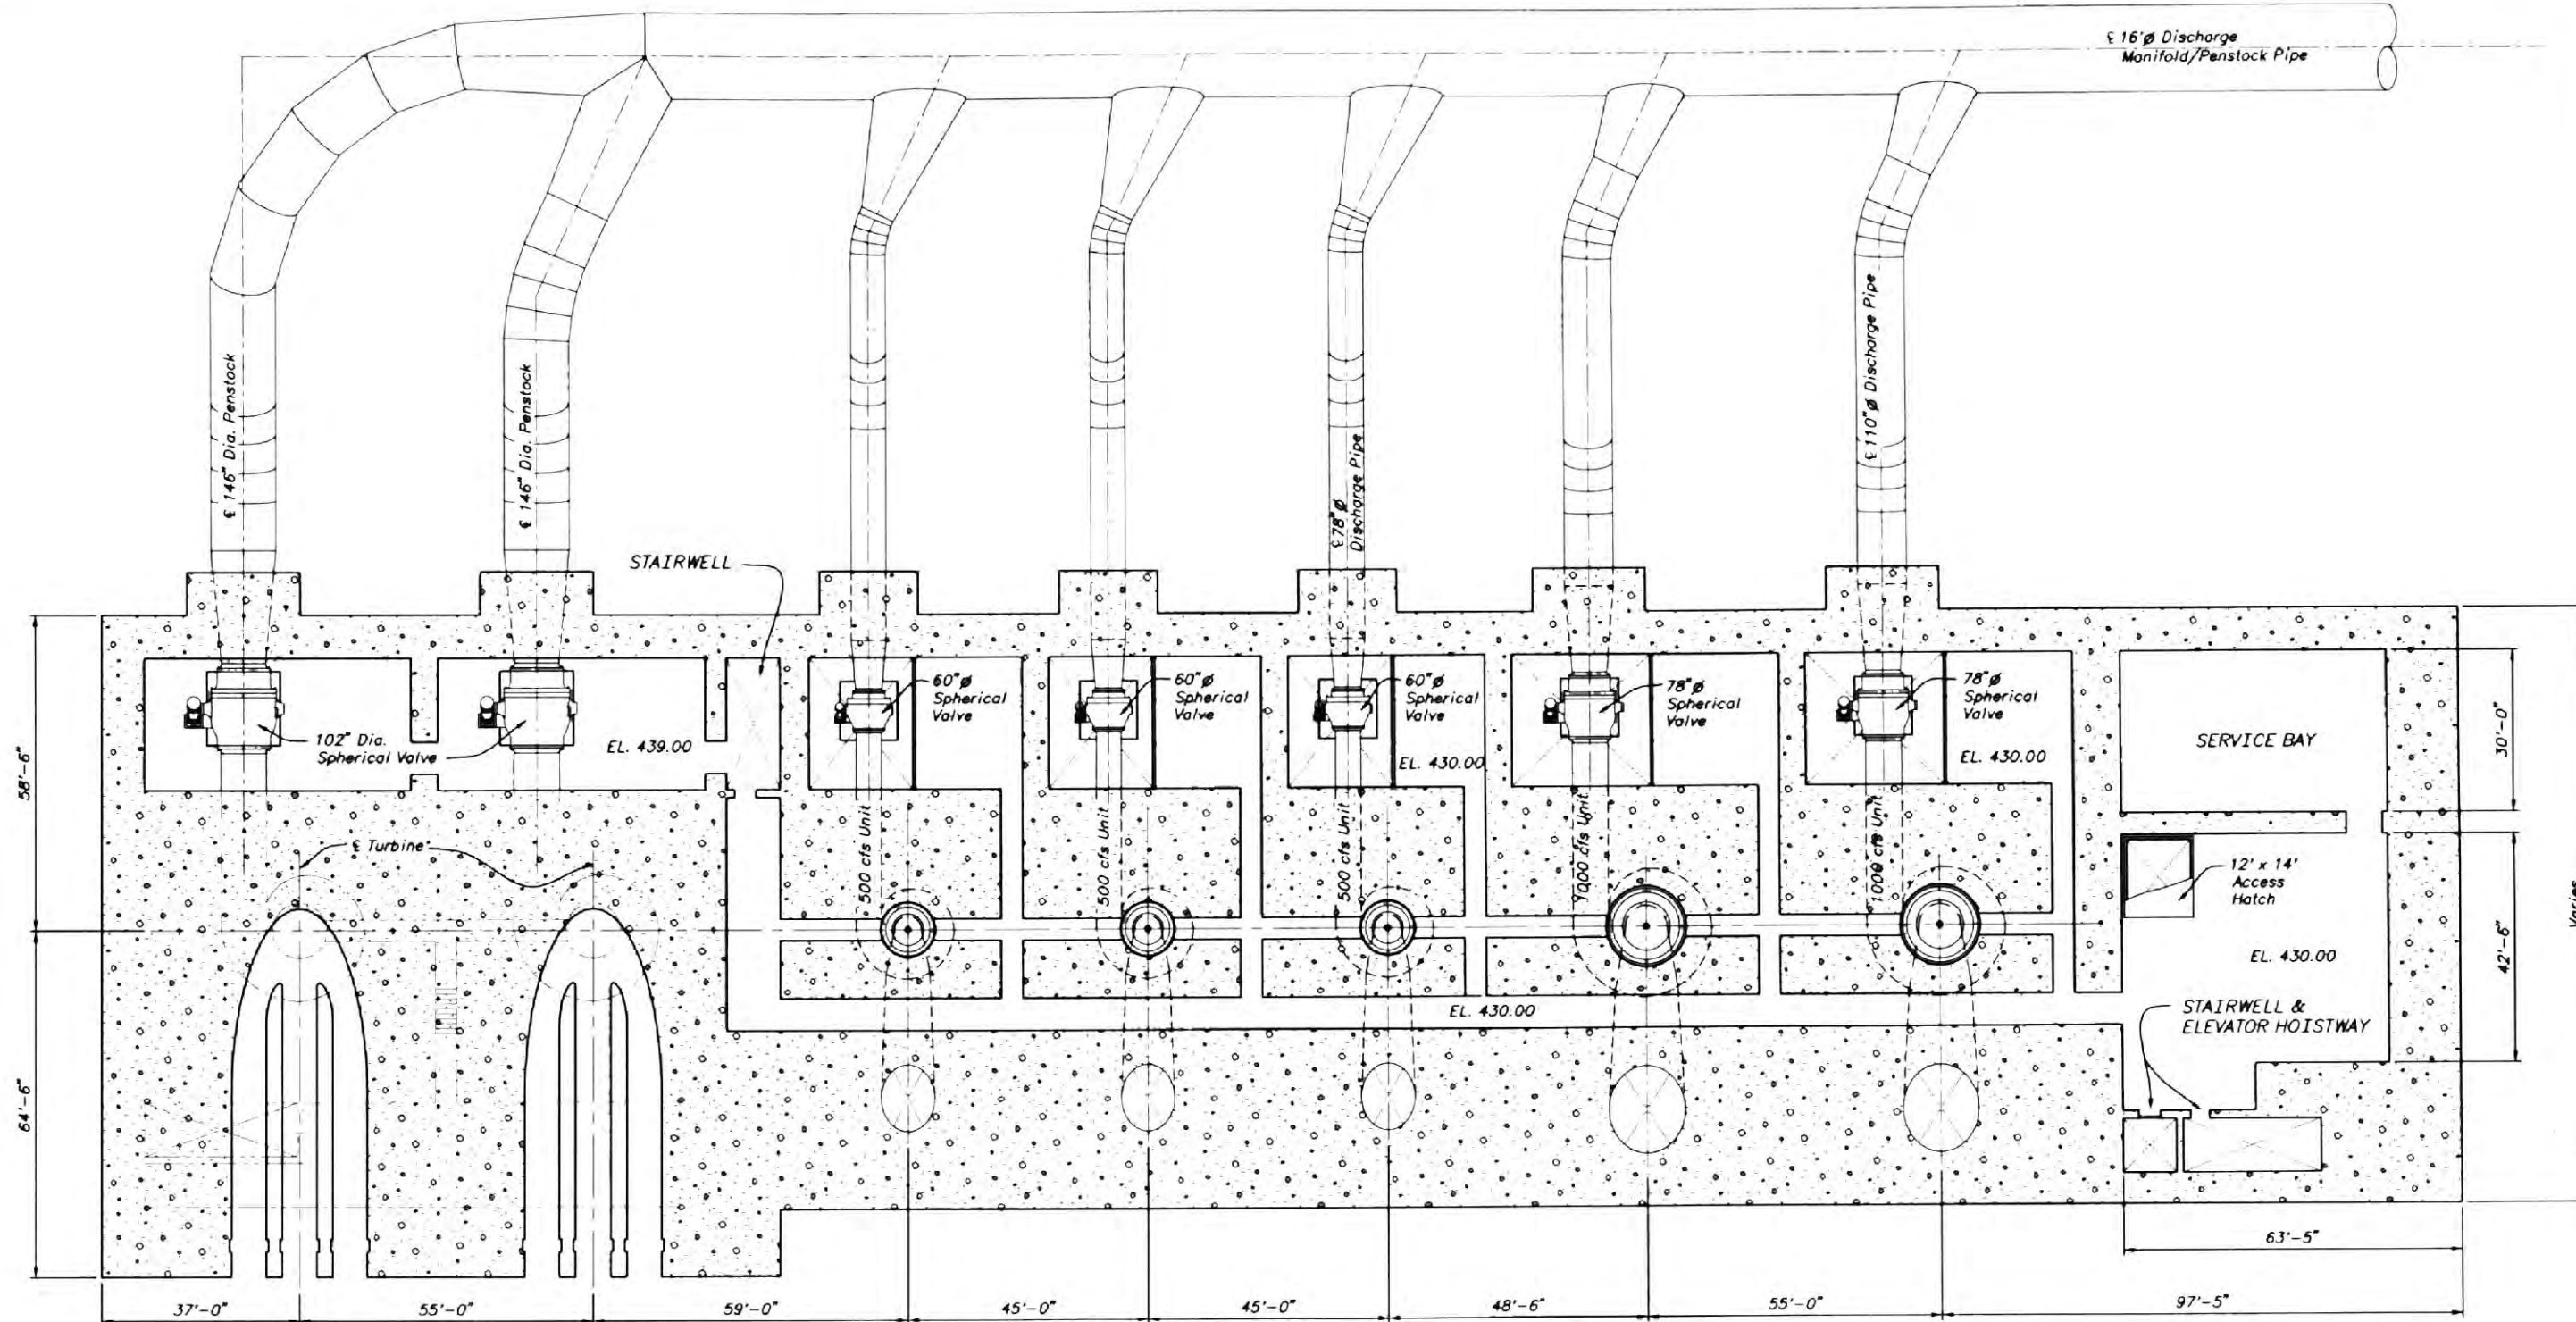 ℄ 16'ø Discharge
Manifold/Penstock Pipe
℄ 146" Dia. Penstock
℄ 146" Dia. Penstock
℄ 78"ø
Discharge Pipe
℄ 110"ø Discharge Pipe
STAIRWELL
102" Dia.
Spherical Valve
EL. 439.00
60"ø
Spherical
Valve
60"ø
Spherical
Valve
60"ø
Spherical
Valve
EL. 430.00
78"ø
Spherical
Valve
78"ø
Spherical
Valve
EL. 430.00
SERVICE BAY
30'-0"
58'-6"
℄ Turbine
500 cfs Unit
500 cfs Unit
500 cfs Unit
1000 cfs Unit
1000 cfs Unit
12' x 14'
Access
Hatch
EL. 430.00
42'-6"
Varies
EL. 430.00
STAIRWELL &
ELEVATOR HOISTWAY
64'-6"
63'-5"
37'-0"
55'-0"
59'-0"
45'-0"
45'-0"
48'-6"
55'-0"
97'-5"